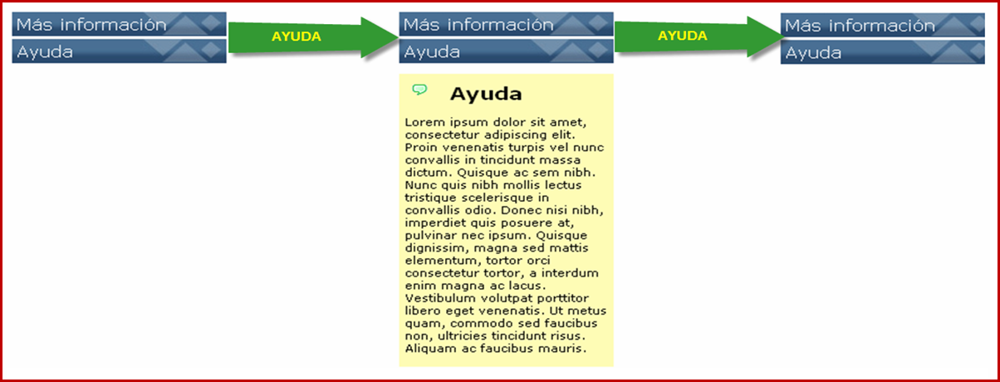 Más información
Ayuda
AYUDA
Más información
Ayuda
AYUDA
Más información
Ayuda
Ayuda
Lorem ipsum dolor sit amet,
consectetur adipiscing elit.
Proin venenatis turpis vel nunc
convallis in tincidunt massa
dictum. Quisque ac sem nibh.
Nunc quis nibh mollis lectus
tristique scelerisque in
convallis odio. Donec nisi nibh,
imperdiet quis posuere at,
pulvinar nec ipsum. Quisque
dignissim, magna sed mattis
elementum, tortor orci
consectetur tortor, a interdum
enim magna ac lacus.
Vestibulum volutpat porttitor
libero eget venenatis. Ut metus
quam, commodo sed faucibus
non, ultricies tincidunt risus.
Aliquam ac faucibus mauris.